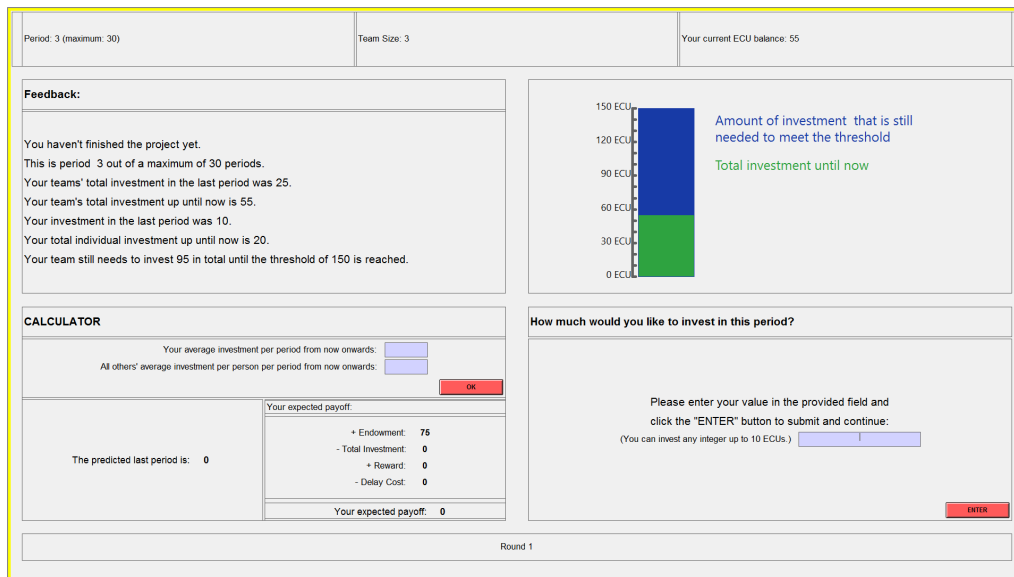 Period: 3 (maximum: 30)
Team Size: 3
Your current ECU balance: 55
Feedback:
You haven't finished the project yet.
This is period 3 out of a maximum of 30 periods.
Your teams' total investment in the last period was 25.
Your team's total investment up until now is 55.
Your investment in the last period was 10.
Your total individual investment up until now is 20.
Your team still needs to invest 95 in total until the threshold of 150 is reached.
150 ECU
120 ECU
90 ECU
60 ECU
30 ECU
0 ECU
Amount of investment that is still
needed to meet the threshold
Total investment until now
CALCULATOR
Your average investment per period from now onwards:
All others' average investment per person per period from now onwards:
OK
The predicted last period is: 0
Your expected payoff:
+ Endowment: 75
- Total Investment: 0
+ Reward: 0
- Delay Cost: 0
Your expected payoff: 0
How much would you like to invest in this period?
Please enter your value in the provided field and
click the "ENTER" button to submit and continue:
(You can invest any integer up to 10 ECUs.)
ENTER
Round 1